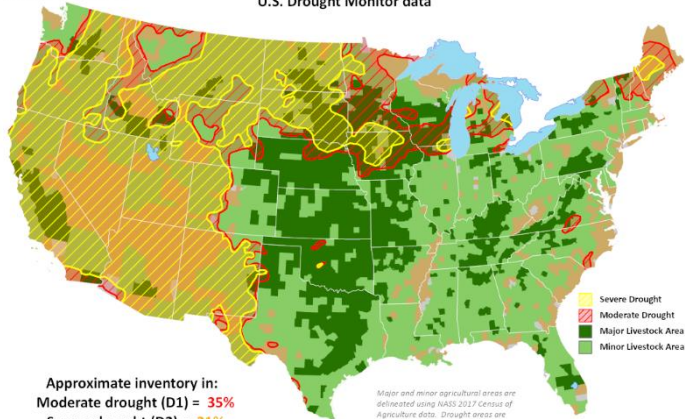 U.S. Drought Monitor data
Severe Drought
Moderate Drought
Major Livestock Area
Minor Livestock Area
Approximate inventory in:
Moderate drought (D1) = 35%
Major and minor agricultural areas are
delineated using NASS 2017 Census of
Agriculture data. Drought areas are